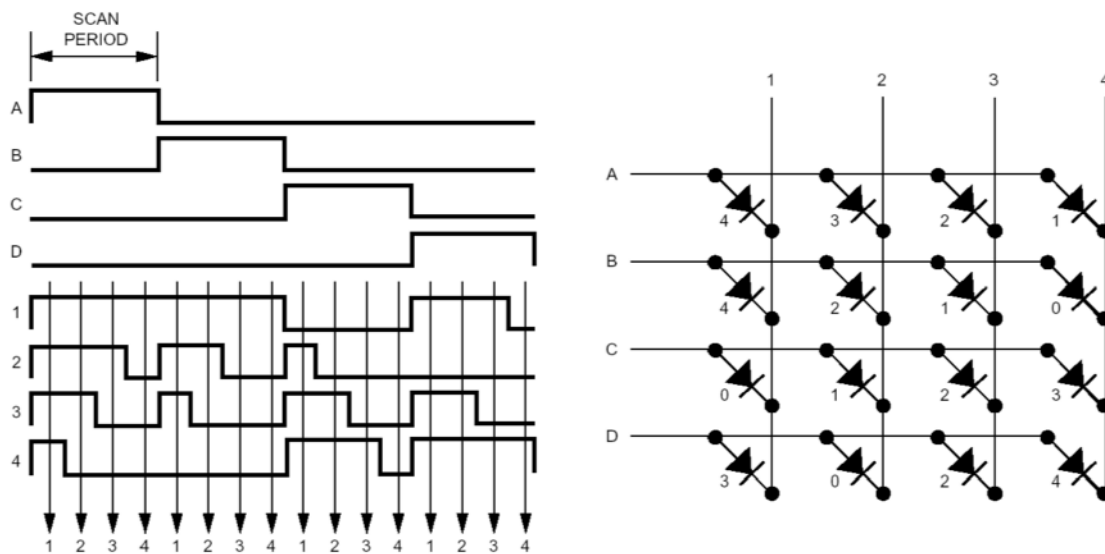 SCAN
PERIOD
A
B
C
D
1
2
3
4
1 2 3 4 1 2 3 4 1 2 3 4 1 2 3 4
1 2 3 4
A
4 3 2 1
B
4 2 1 0
C
0 1 2 3
D
3 0 2 4